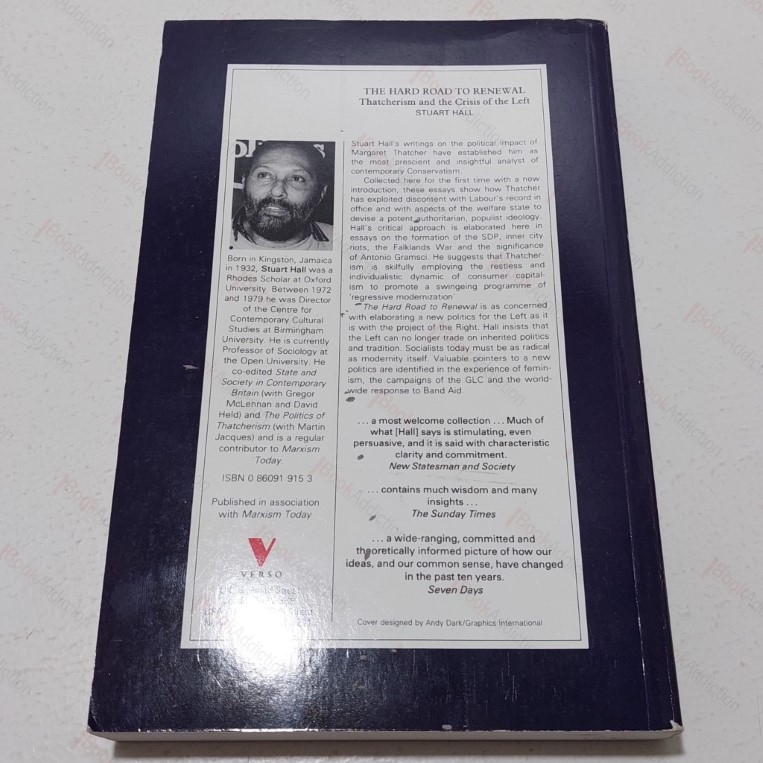 THE HARD ROAD TO RENEWAL
Thatcherism and the Crisis of the Left
STUART HALL
Stuart Hall's writings on the political impact of
Margaret Thatcher have established him as
the most prescient and insightful analyst of
contemporary Conservatism.
Collected here for the first time with a new
introduction, these essays show how Thatcher
has exploited discontent with Labour's record in
office and with aspects of the welfare state to
devise a potent, authoritarian, populist ideology.
Hall's critical approach is elaborated here in
essays on the formation of the SDP, inner city
riots, the Falklands War and the significance
of Antonio Gramsci. He suggests that Thatcher-
ism is skilfully employing the restless and
individualistic dynamic of consumer capital-
ism to promote a swingeing programme of
'regressive modernization'
The Hard Road to Renewal is as concerned
with elaborating a new politics for the Left as it
is with the project of the Right. Hall insists that
the Left can no longer trade on inherited politics
and tradition. Socialists today must be as radical
as modernity itself. Valuable pointers to a new
politics are identified in the experience of femin-
ism, the campaigns of the GLC and the world-
wide response to Band Aid.
... a most welcome collection ... Much of
what [Hall] says is stimulating, even
persuasive, and it is said with characteristic
clarity and commitment.
New Statesman and Society
... contains much wisdom and many
insights ...
The Sunday Times
... a wide-ranging, committed and
theoretically informed picture of how our
ideas, and our common sense, have changed
in the past ten years.
Seven Days
Cover designed by Andy Dark/Graphics International
Born in Kingston, Jamaica
in 1932, Stuart Hall was a
Rhodes Scholar at Oxford
University. Between 1972
and 1979 he was Director
of the Centre for
Contemporary Cultural
Studies at Birmingham
University. He is currently
Professor of Sociology at
the Open University. He
co-edited State and
Society in Contemporary
Britain (with Gregor
McLennan and David
Held) and The Politics of
Thatcherism (with Martin
Jacques) and is a regular
contributor to Marxism
Today.
ISBN 0 86091 915 3
Published in association
with Marxism Today
VERSO
BookAddiction